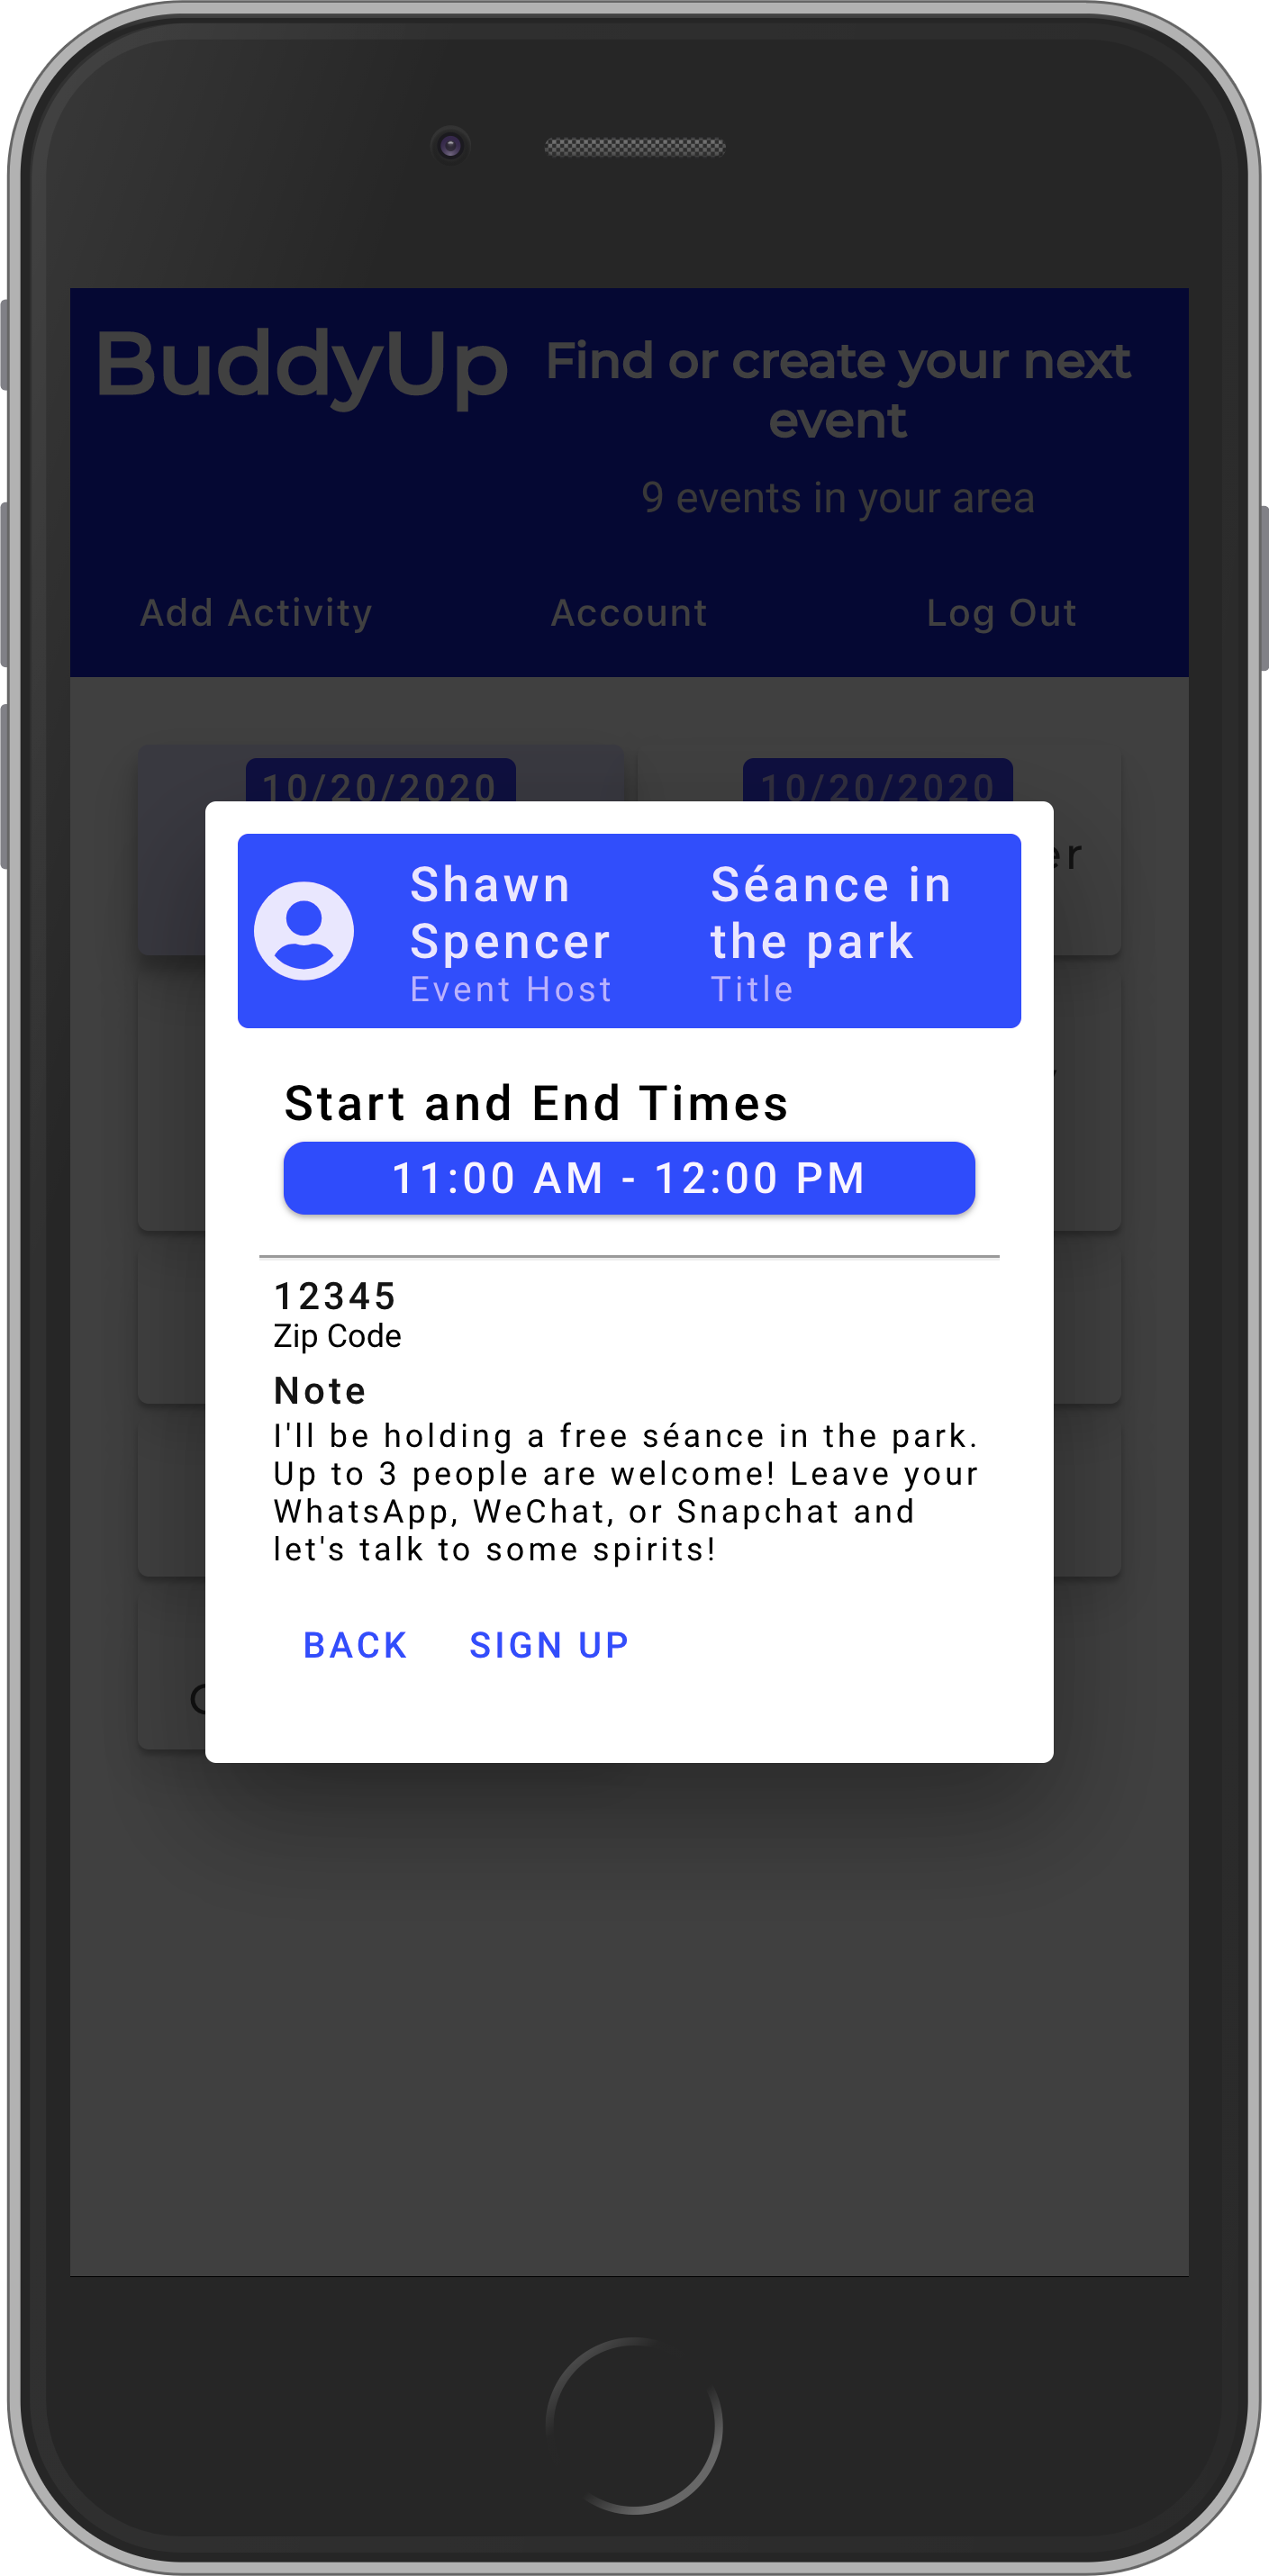 BuddyUp
Find or create your next
event
9 events in your area
Add Activity
Account
Log Out
10/20/2020
10/20/2020
Shawn
Spencer
Event Host
Séance in
the park
Title
Start and End Times
11:00 AM - 12:00 PM
12345
Zip Code
Note
I'll be holding a free séance in the park.
Up to 3 people are welcome! Leave your
WhatsApp, WeChat, or Snapchat and
let's talk to some spirits!
BACK
SIGN UP